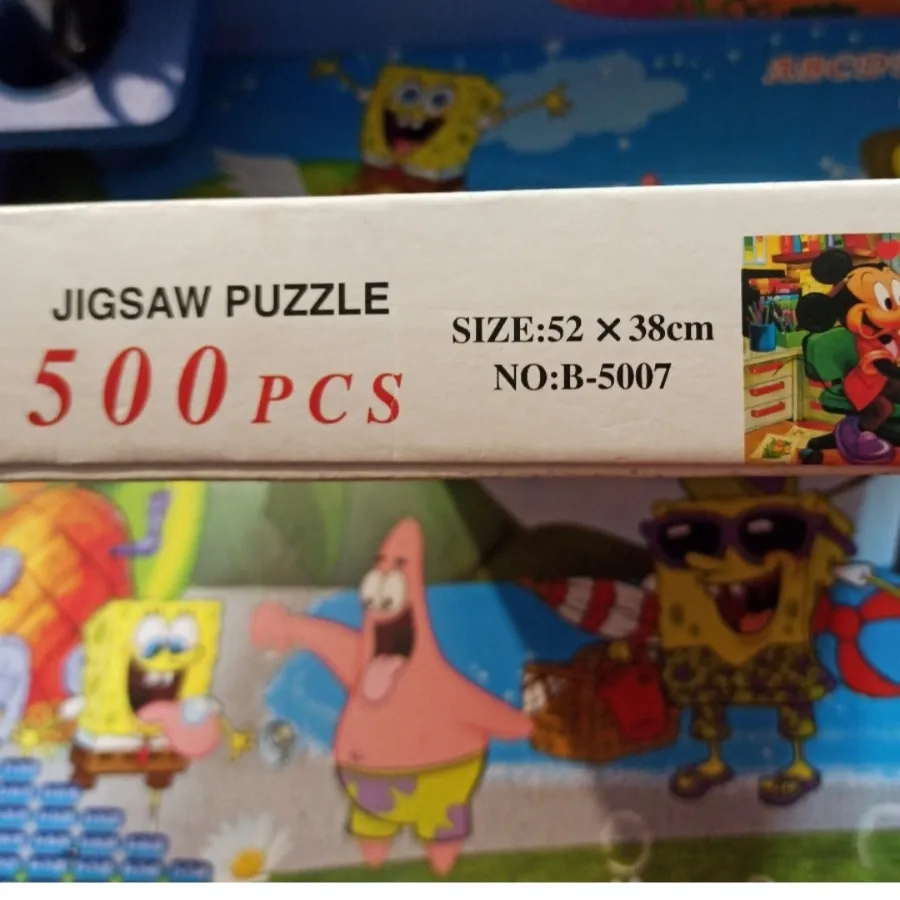 JIGSAW PUZZLE
500 PCS
SIZE:52 × 38cm
NO:B-5007